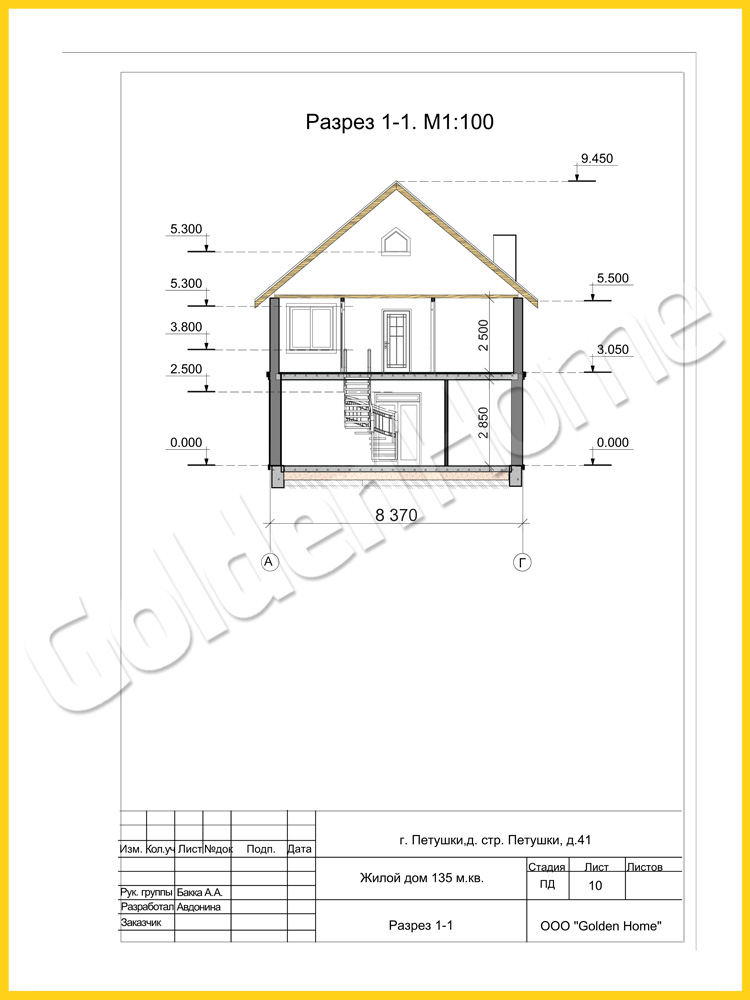 Разрез 1-1. М1:100
9.450
5.300
5.300
5.500
3.800
2 500
3.050
2.500
2 850
0.000
0.000
8 370
А
Г
GoldenHome
г. Петушки,д. стр. Петушки, д.41
Изм. Кол.уч Лист №док Подп. Дата
Жилой дом 135 м.кв.
Стадия Лист Листов
ПД 10
Рук. группы Бакка А.А.
Разработал Авдонина
Заказчик
Разрез 1-1
ООО "Golden Home"